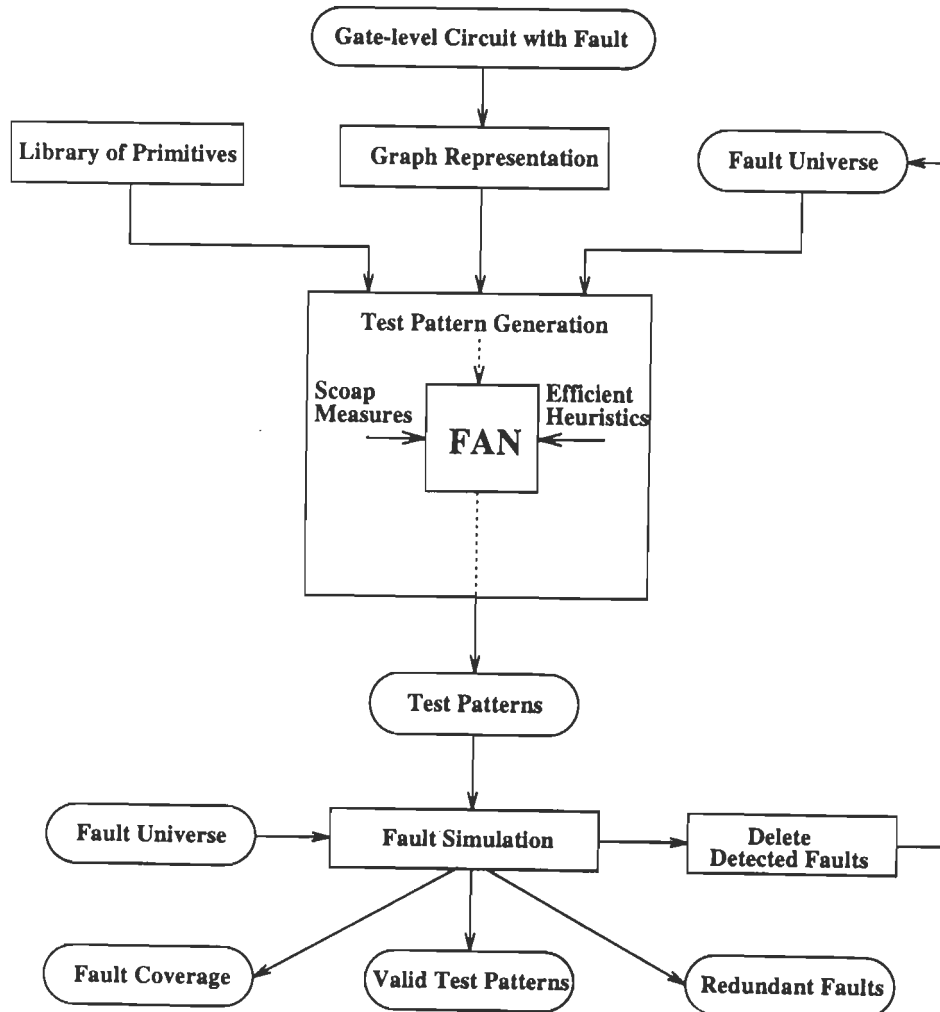 Gate-level Circuit with Fault
Library of Primitives
Graph Representation
Fault Universe
Test Pattern Generation
Scoap
Measures
FAN
Efficient
Heuristics
Test Patterns
Fault Universe
Fault Simulation
Delete
Detected Faults
Fault Coverage
Valid Test Patterns
Redundant Faults